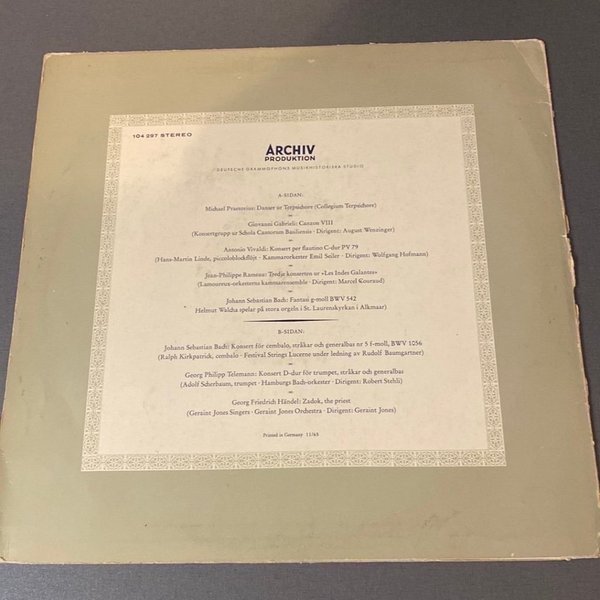 104 297 STEREO
ARCHIV
PRODUKTION
DEUTSCHE GRAMMOPHONS MUSIKHISTORISKA STUDIO
A-SIDAN:
Michael Praetorius: Danser ur Terpsichore (Collegium Terpsichore)
Giovanni Gabrieli: Canzon VIII
(Konsertgrupp ur Schola Cantorum Basiliensis · Dirigent: August Wenzinger)
Antonio Vivaldi: Konsert per flautino C-dur PV 79
(Hans-Martin Linde, piccoloblockflöjt · Kammarorkester Emil Seiler · Dirigent: Wolfgang Hofmann)
Jean-Philippe Rameau: Tredje konserten ur »Les Indes Galantes«
(Lamoureux-orkesterns kammarensemble · Dirigent: Marcel Couraud)
Johann Sebastian Bach: Fantasi g-moll BWV 542
Helmut Walcha spelar på stora orgeln i St. Laurenskyrkan i Alkmaar)
B-SIDAN:
Johann Sebastian Bach: Konsert för cembalo, stråkar och generalbas nr 5 f-moll, BWV 1056
(Ralph Kirkpatrick, cembalo · Festival Strings Lucerne under ledning av Rudolf Baumgartner)
Georg Philipp Telemann: Konsert D-dur för trumpet, stråkar och generalbas
(Adolf Scherbaum, trumpet · Hamburgs Bach-orkester · Dirigent: Robert Stehli)
Georg Friedrich Händel: Zadok, the priest
(Geraint Jones Singers · Geraint Jones Orchestra · Dirigent: Geraint Jones)
Printed in Germany 11/65